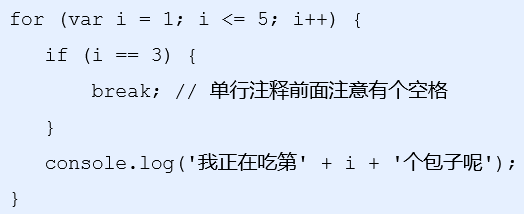 for (var i = 1; i <= 5; i++) {
   if (i == 3) {
       break; // 单行注释前面注意有个空格
   }
   console.log('我正在吃第' + i + '个包子呢');
}